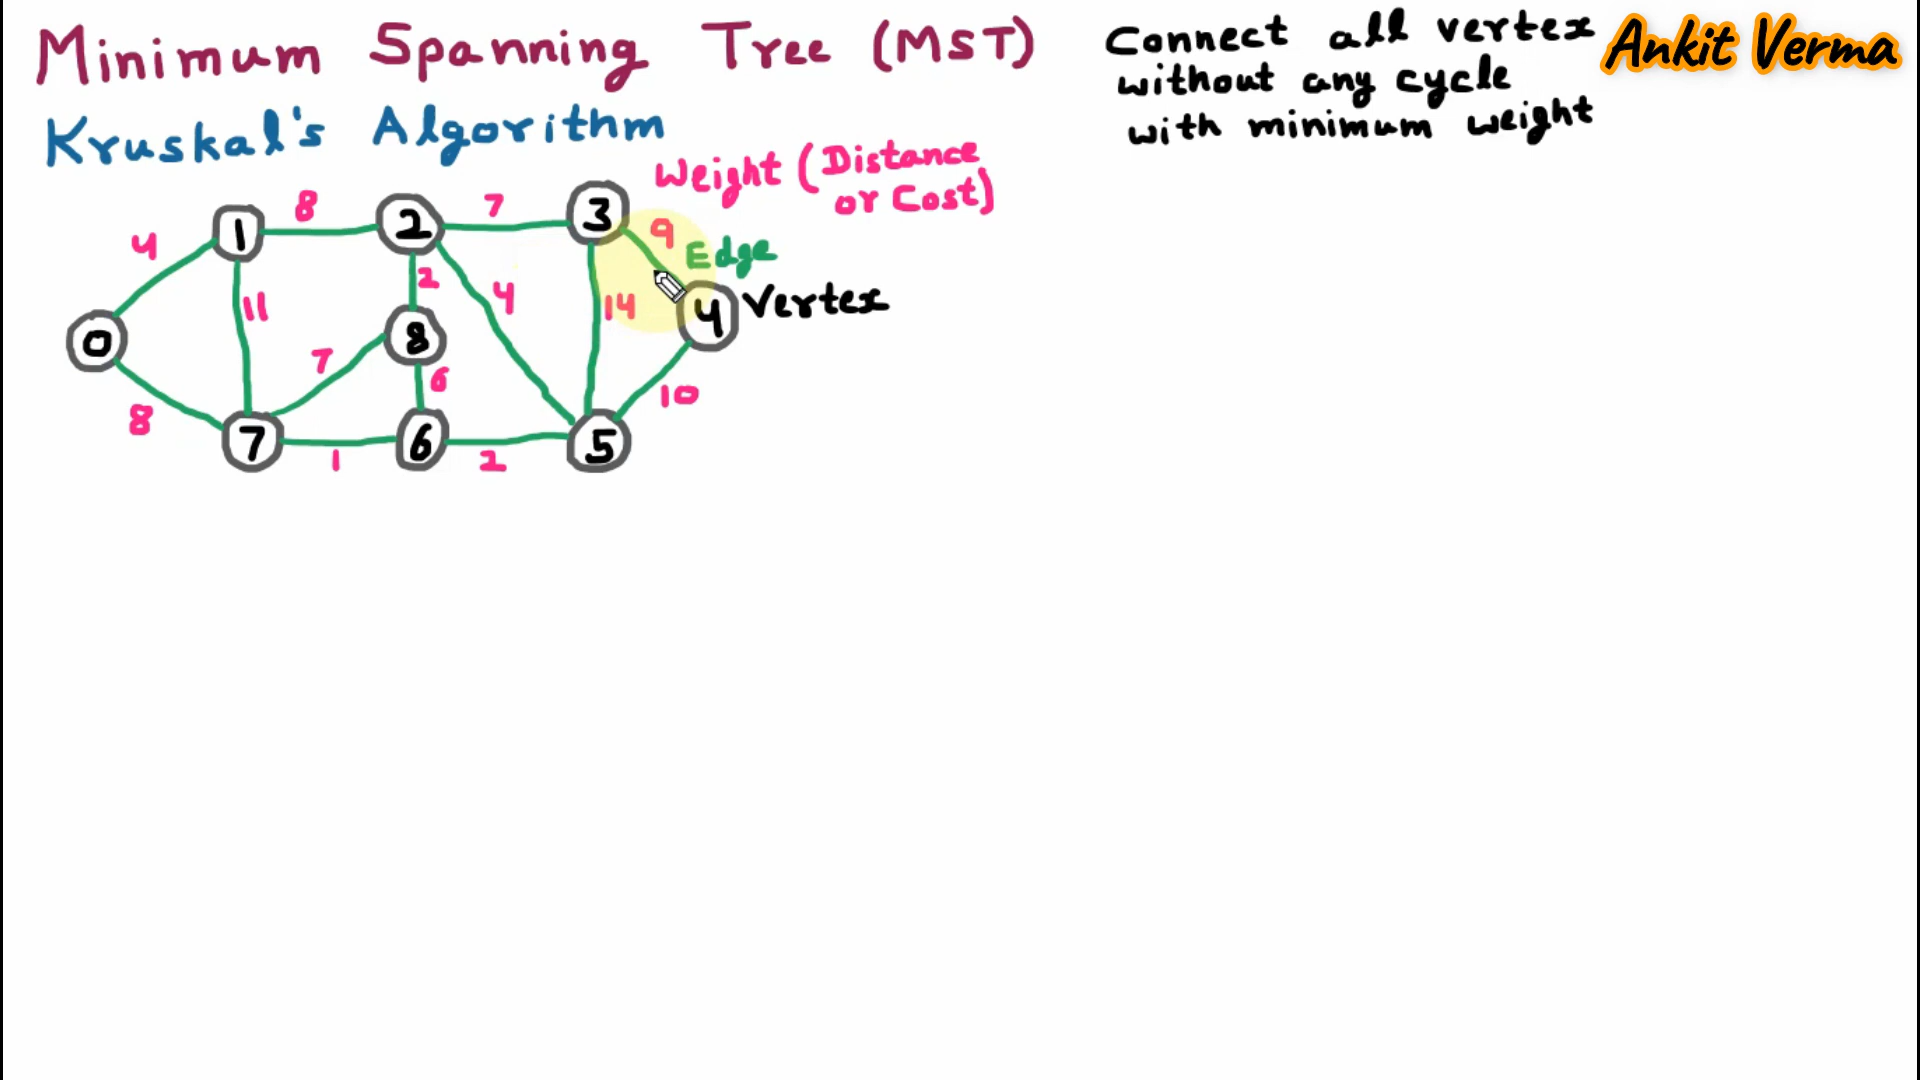 Minimum Spanning Tree (MST)
Connect all vertex
without any cycle
with minimum weight
Ankit Verma
Kruskal's Algorithm
Weight (Distance
or Cost)
1 8 2 7 3
4 9
Edge
11 2 4 14
4 Vertex
0 8
7 6 10
8
7 1 6 2 5